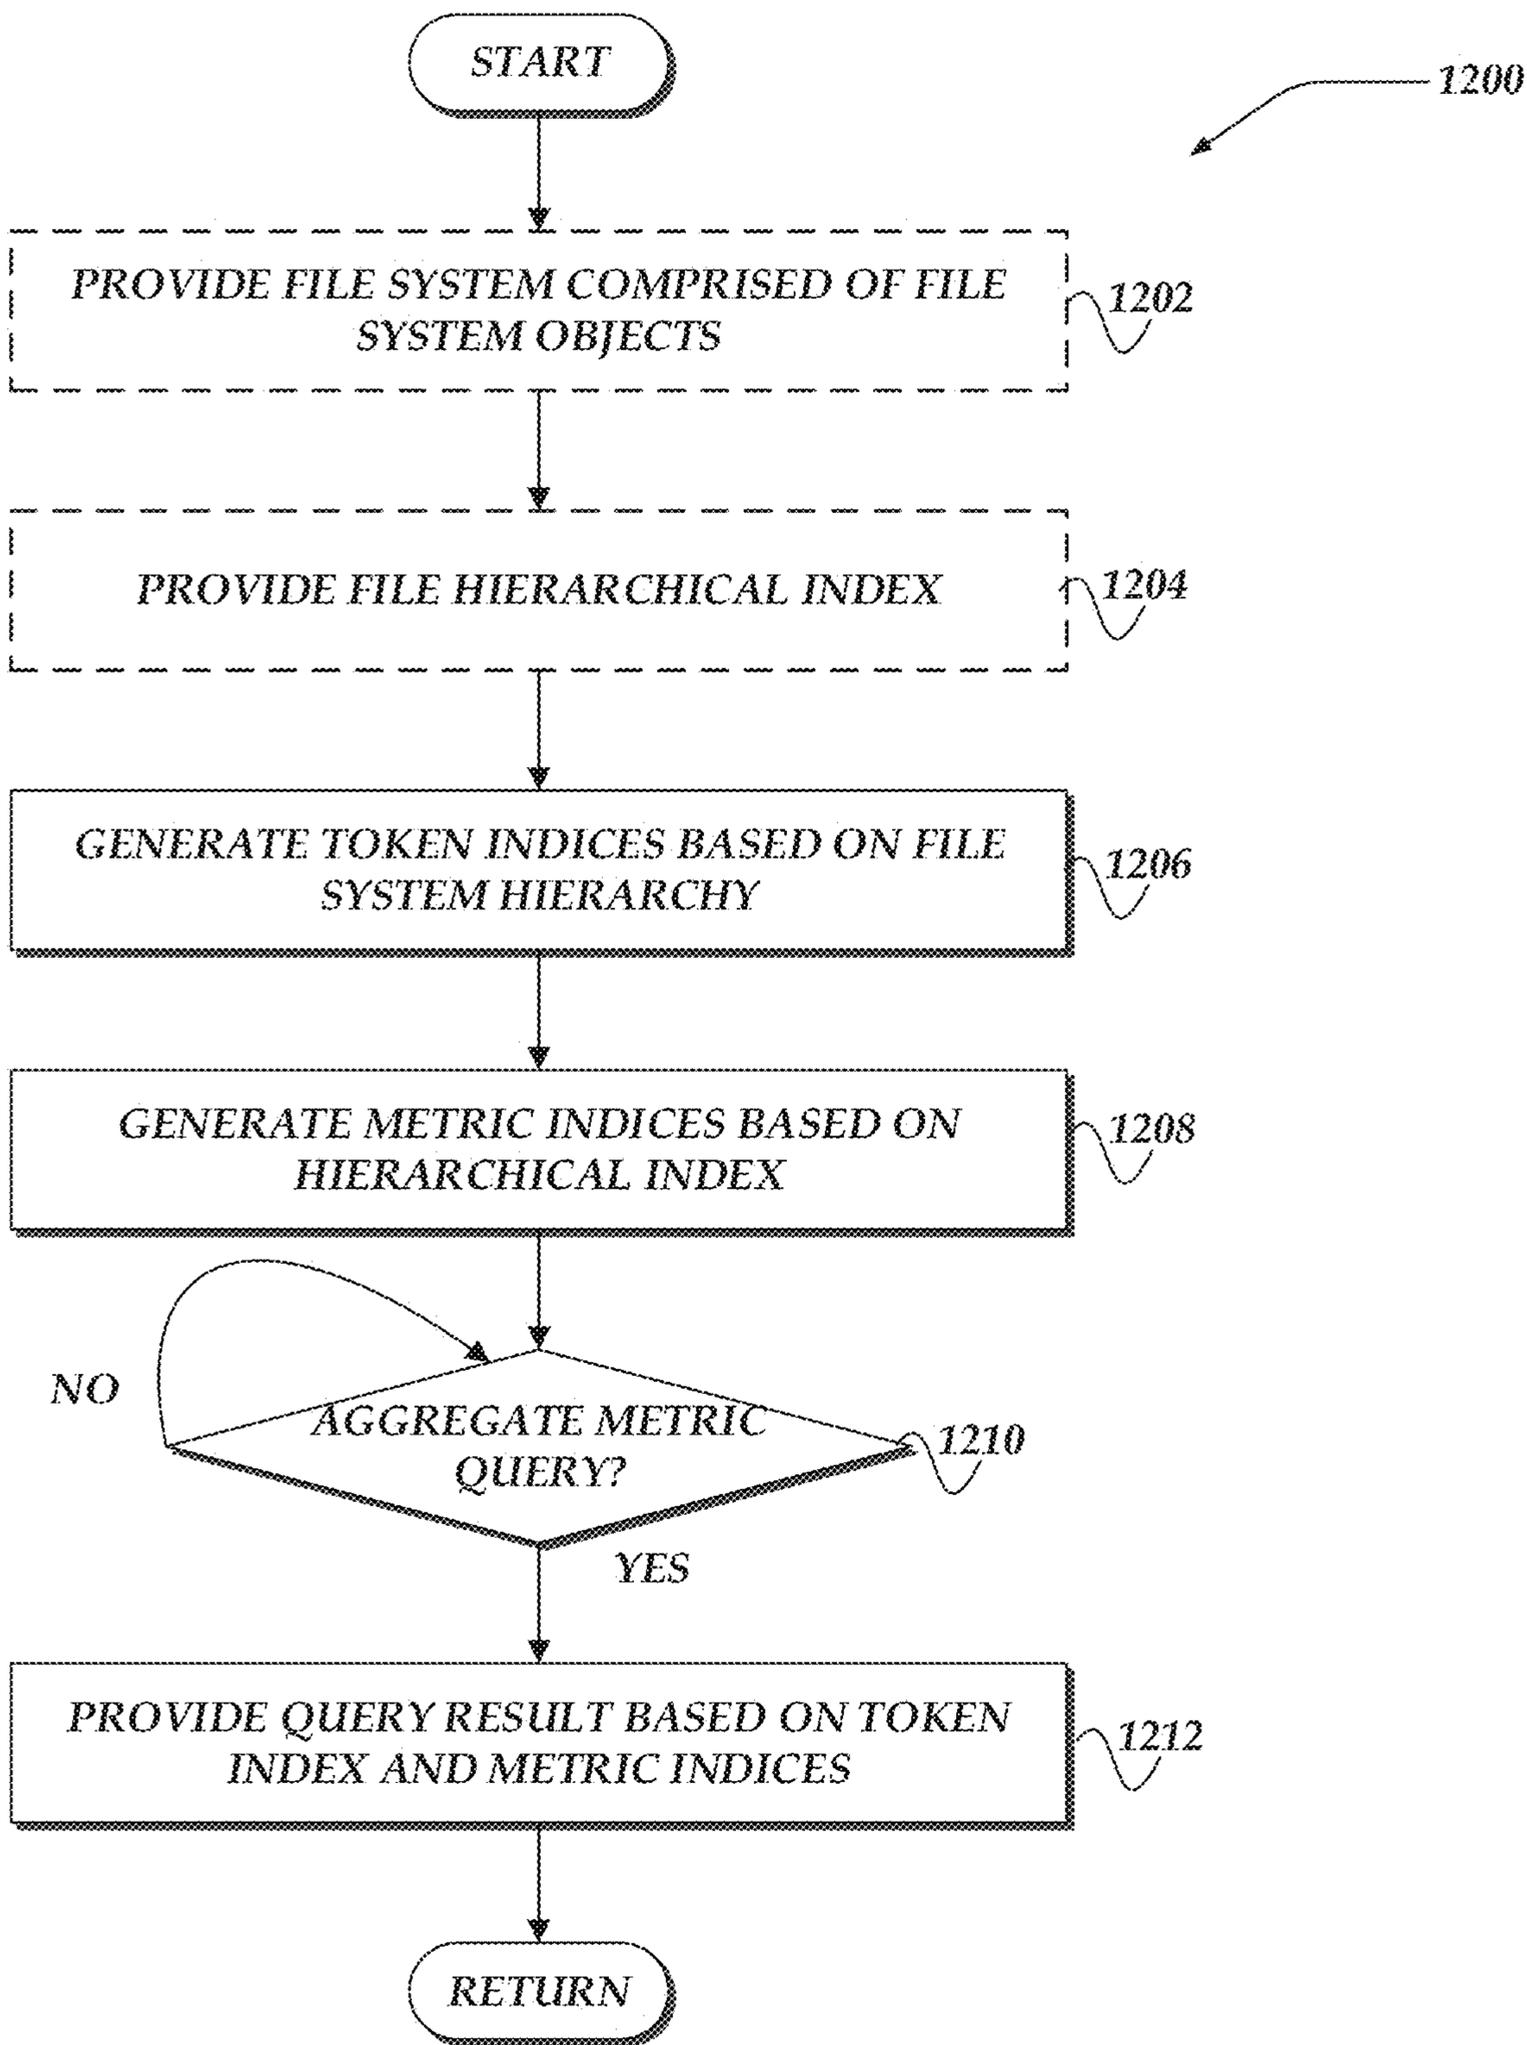 START
1200
PROVIDE FILE SYSTEM COMPRISED OF FILE
SYSTEM OBJECTS
1202
PROVIDE FILE HIERARCHICAL INDEX
1204
GENERATE TOKEN INDICES BASED ON FILE
SYSTEM HIERARCHY
1206
GENERATE METRIC INDICES BASED ON
HIERARCHICAL INDEX
1208
NO
AGGREGATE METRIC
QUERY?
1210
YES
PROVIDE QUERY RESULT BASED ON TOKEN
INDEX AND METRIC INDICES
1212
RETURN